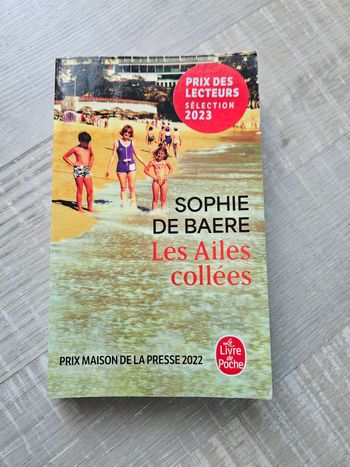 PRIX DES
LECTEURS
SÉLECTION
2023
SOPHIE
DE BAERE
Les Ailes
collées
PRIX MAISON DE LA PRESSE 2022
Le
Livre
de
Poche